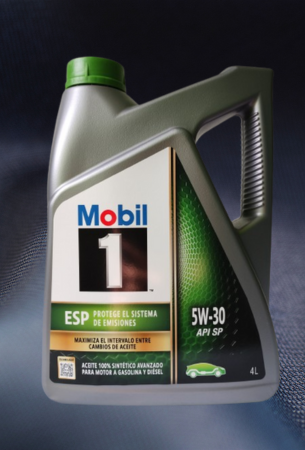 Mobil
1
™
ESP PROTEGE EL SISTEMA
DE EMISIONES
MAXIMIZA EL INTERVALO ENTRE
CAMBIOS DE ACEITE
ACEITE 100% SINTÉTICO AVANZADO
PARA MOTOR A GASOLINA Y DIÉSEL
5W-30
API SP
4L